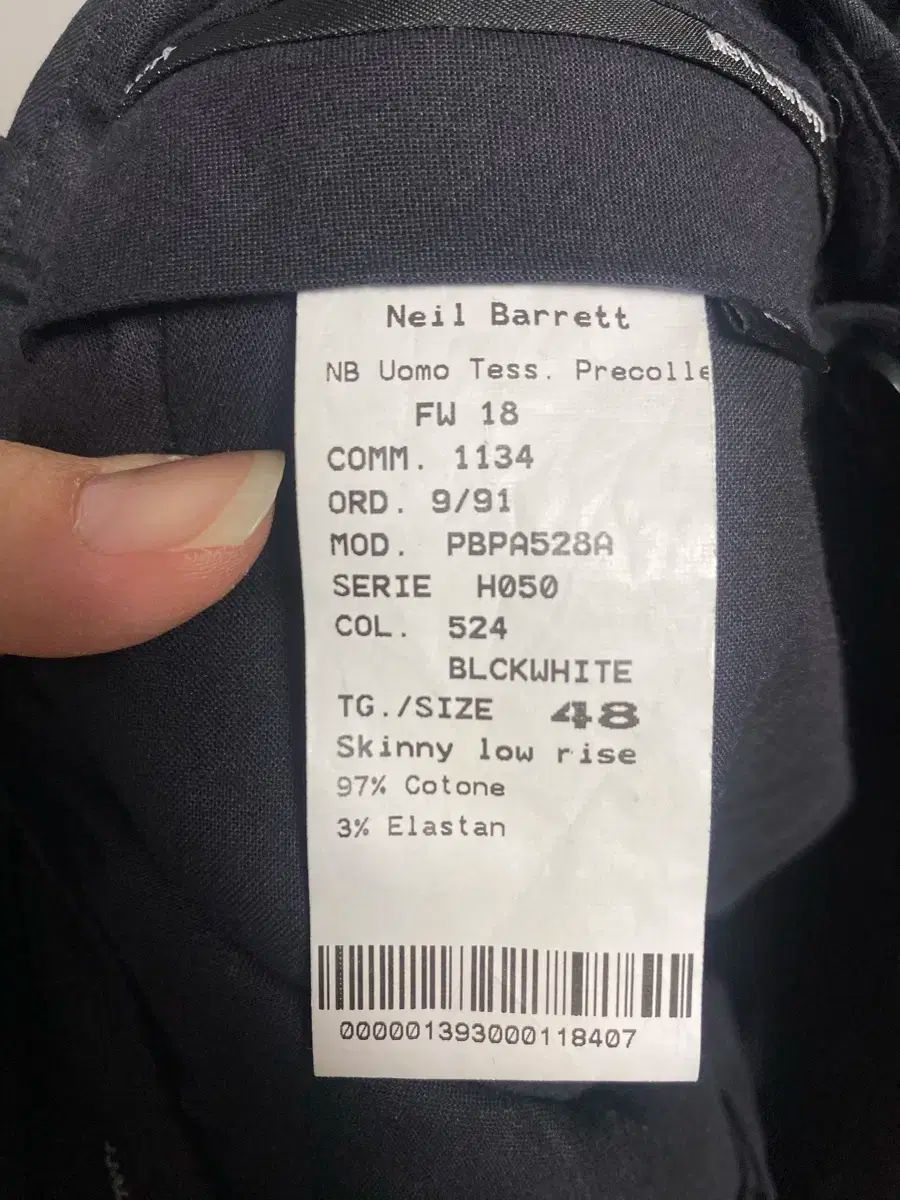 Neil Barrett
NB Uomo Tess. Precolle
FW 18
COMM. 1134
ORD. 9/91
MOD. PBPA528A
SERIE H050
COL. 524
BLCKWHITE
TG./SIZE 48
Skinny low rise
97% Cotone
3% Elastan
000001393000118407